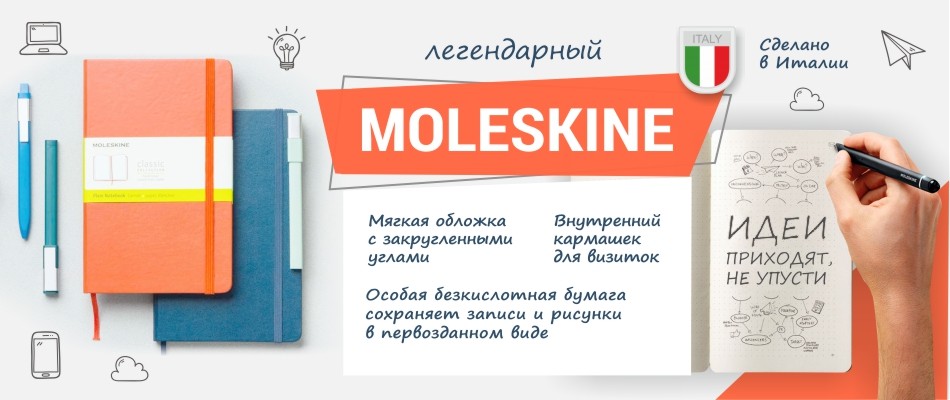 легендарный
ITALY
Сделано
в Италии
MOLESKINE
MOLESKINE
classic
Мягкая обложка
с закругленными
углами
Внутренний
кармашек
для визиток
Особая безкислотная бумага
сохраняет записи и рисунки
в первозданном виде
ИДЕИ
ПРИХОДЯТ,
НЕ УПУСТИ